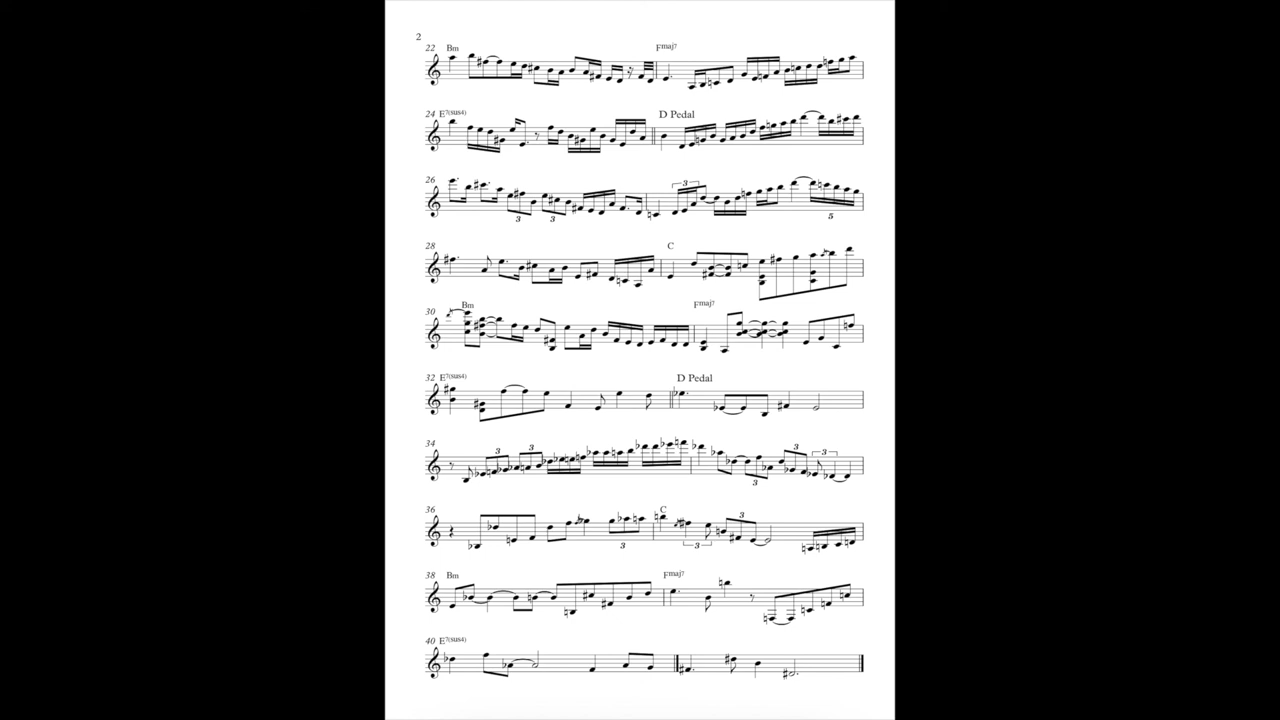 2
22 Bm Fmaj7
24 E7(sus4) D Pedal
26 3 3 3 3 5
28 C
30 Bm Fmaj7
32 E7(sus4) D Pedal
34 3 3 3 3 3
36 3 C 3 3
38 Bm Fmaj7
40 E7(sus4)